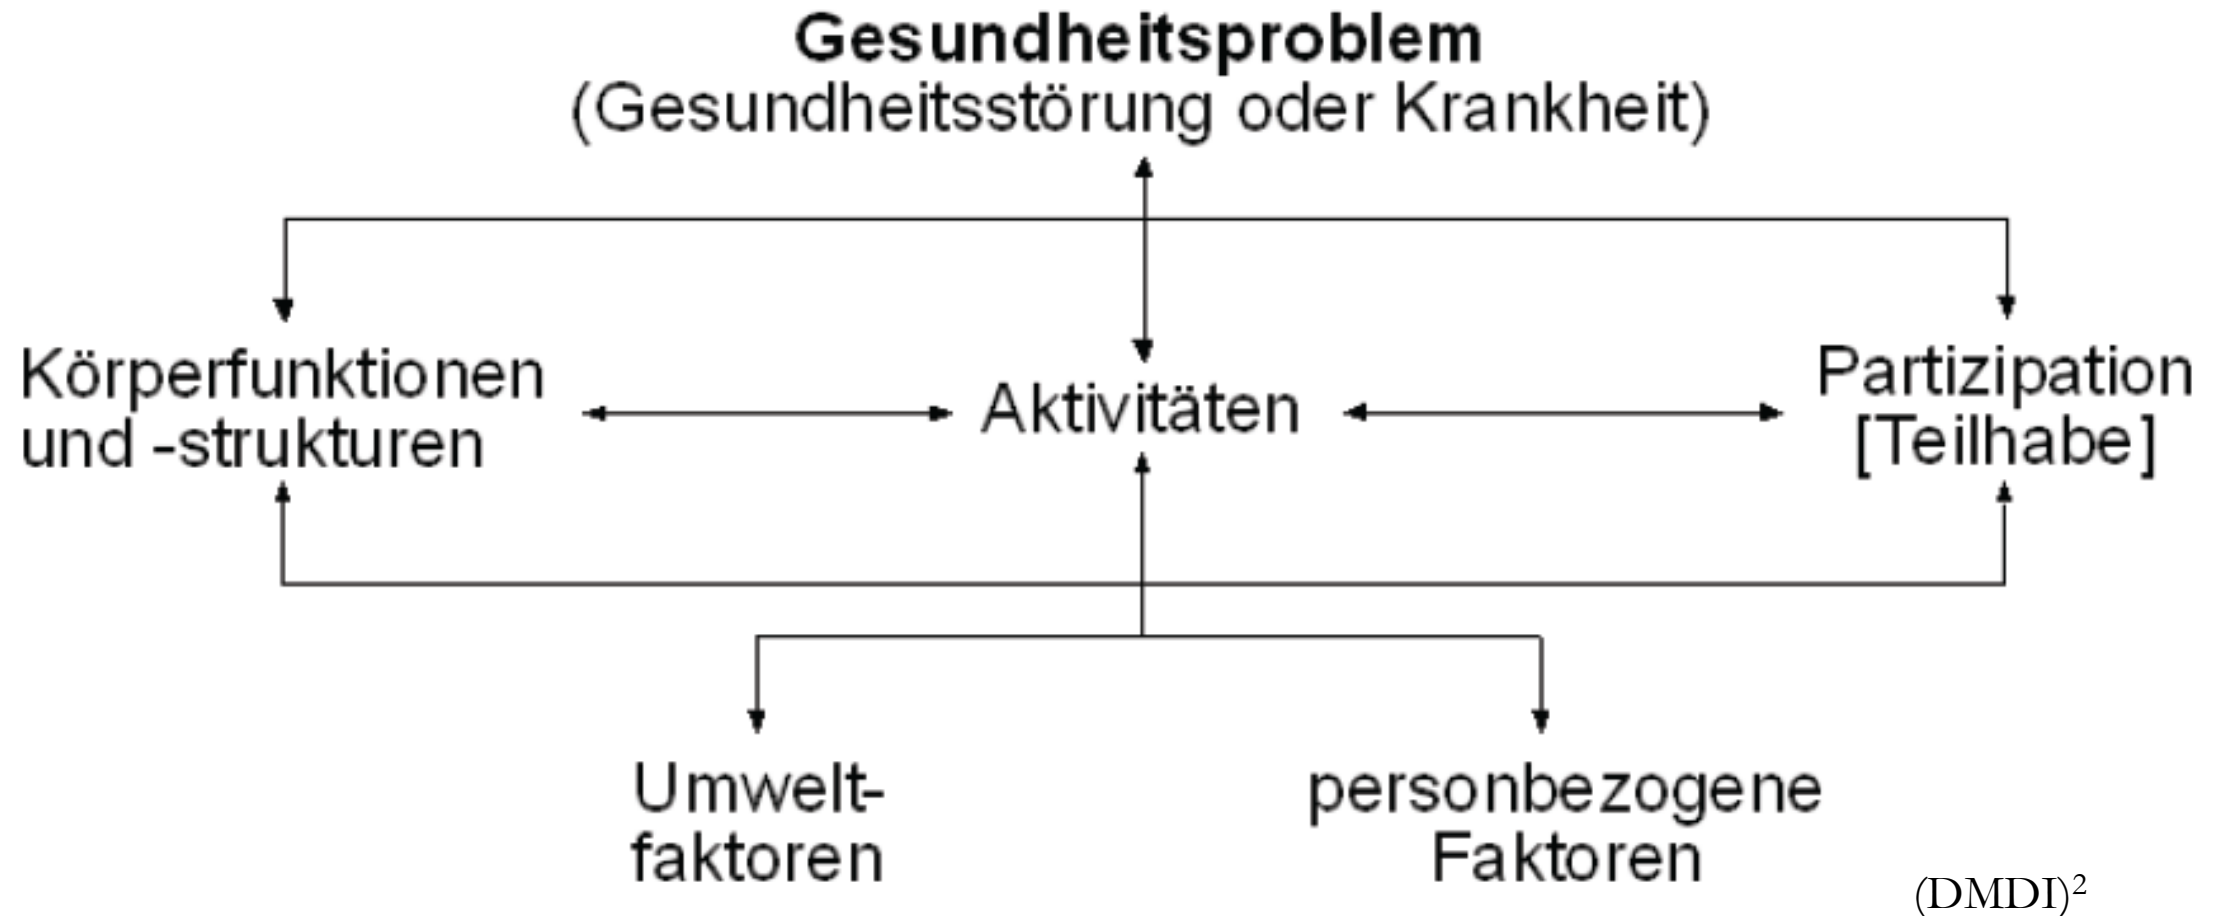 Gesundheitsproblem
(Gesundheitsstörung oder Krankheit)
Körperfunktionen
und -strukturen
Aktivitäten
Partizipation
[Teilhabe]
Umwelt-
faktoren
personbezogene
Faktoren
(DMDI)²